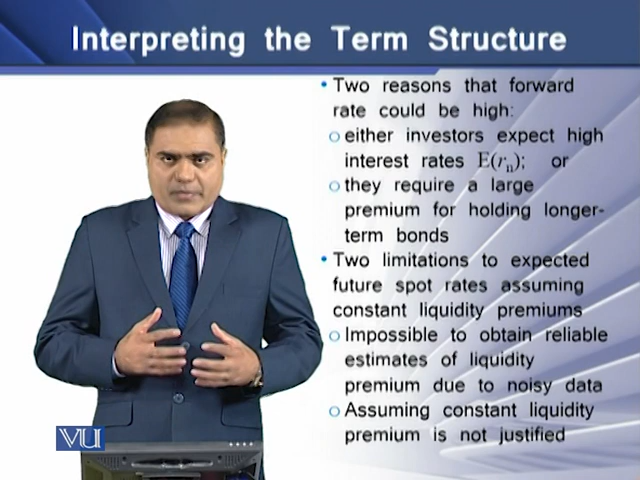 Interpreting the Term Structure
• Two reasons that forward
rate could be high:
o either investors expect high
interest rates E(rn); or
o they require a large
premium for holding longer-
term bonds
• Two limitations to expected
future spot rates assuming
constant liquidity premiums
o Impossible to obtain reliable
estimates of liquidity
premium due to noisy data
o Assuming constant liquidity
premium is not justified
VU